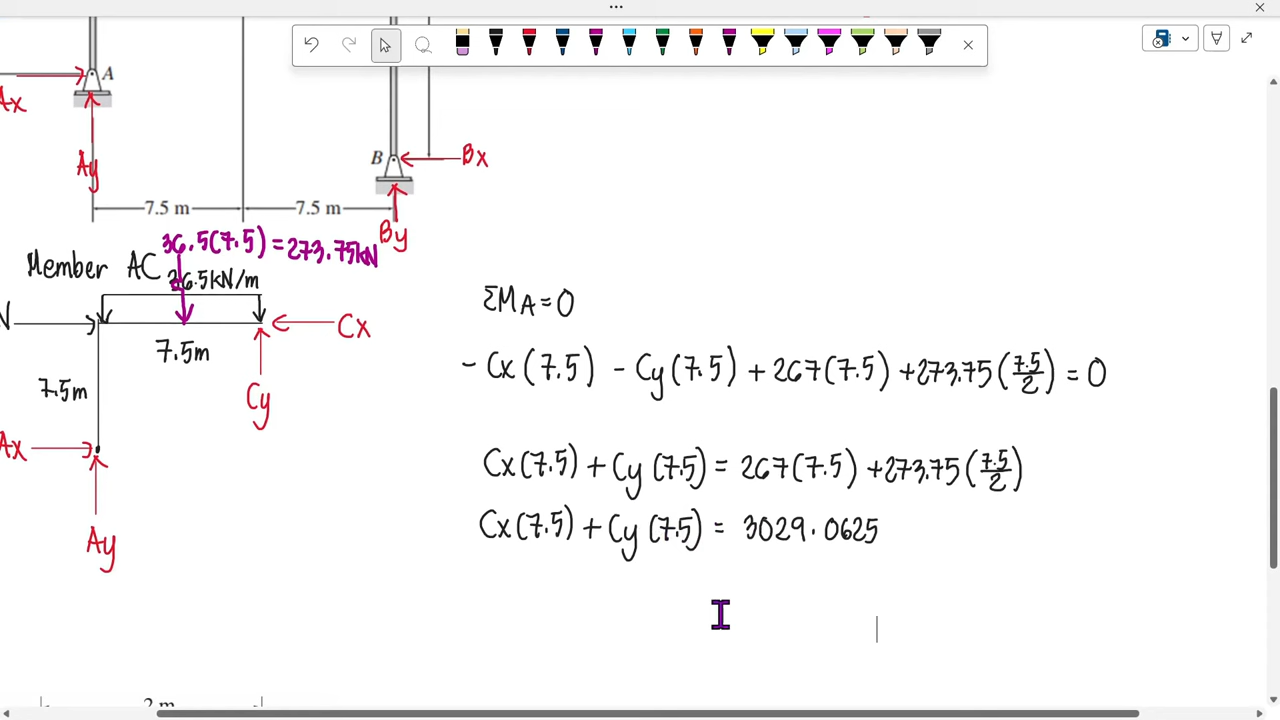 A
Ax
Ay
B
Bx
By
7.5 m
7.5 m
36.5(7.5) = 273.75kN
Member AC
36.5kN/m
N
Cx
7.5m
7.5m
Cy
Ax
Ay
ΣMA=0
- Cx(7.5) - Cy(7.5) + 267(7.5) +273.75(7.5/2) = 0
Cx(7.5) + Cy(7.5) = 267(7.5) +273.75(7.5/2)
Cx(7.5) + Cy(7.5) = 3029.0625
2 m